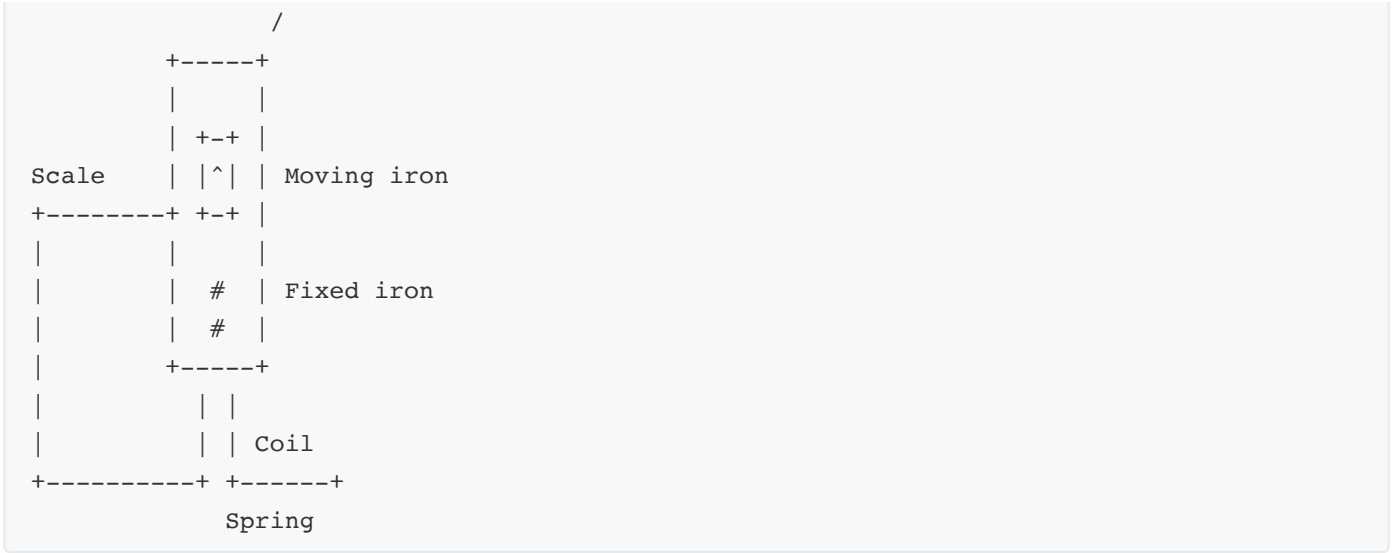 /
         +-----+
         |     |
         | +-+ |
Scale    | |^| | Moving iron
+--------+ +-+ |
|        |     |
|        |  #  | Fixed iron
|        |  #  |
|        +-----+
|          | |
|          | | Coil
+----------+ +------+
             Spring